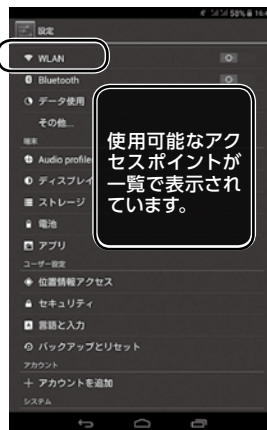 58% 16:4
設定
WLAN
Bluetooth
データ使用
その他...
端末
Audio profile
ディスプレイ
ストレージ
電池
アプリ
使用可能なアク
セスポイントが
一覧で表示され
ています。
ユーザー設定
位置情報アクセス
セキュリティ
言語と入力
バックアップとリセット
アカウント
アカウントを追加
システム